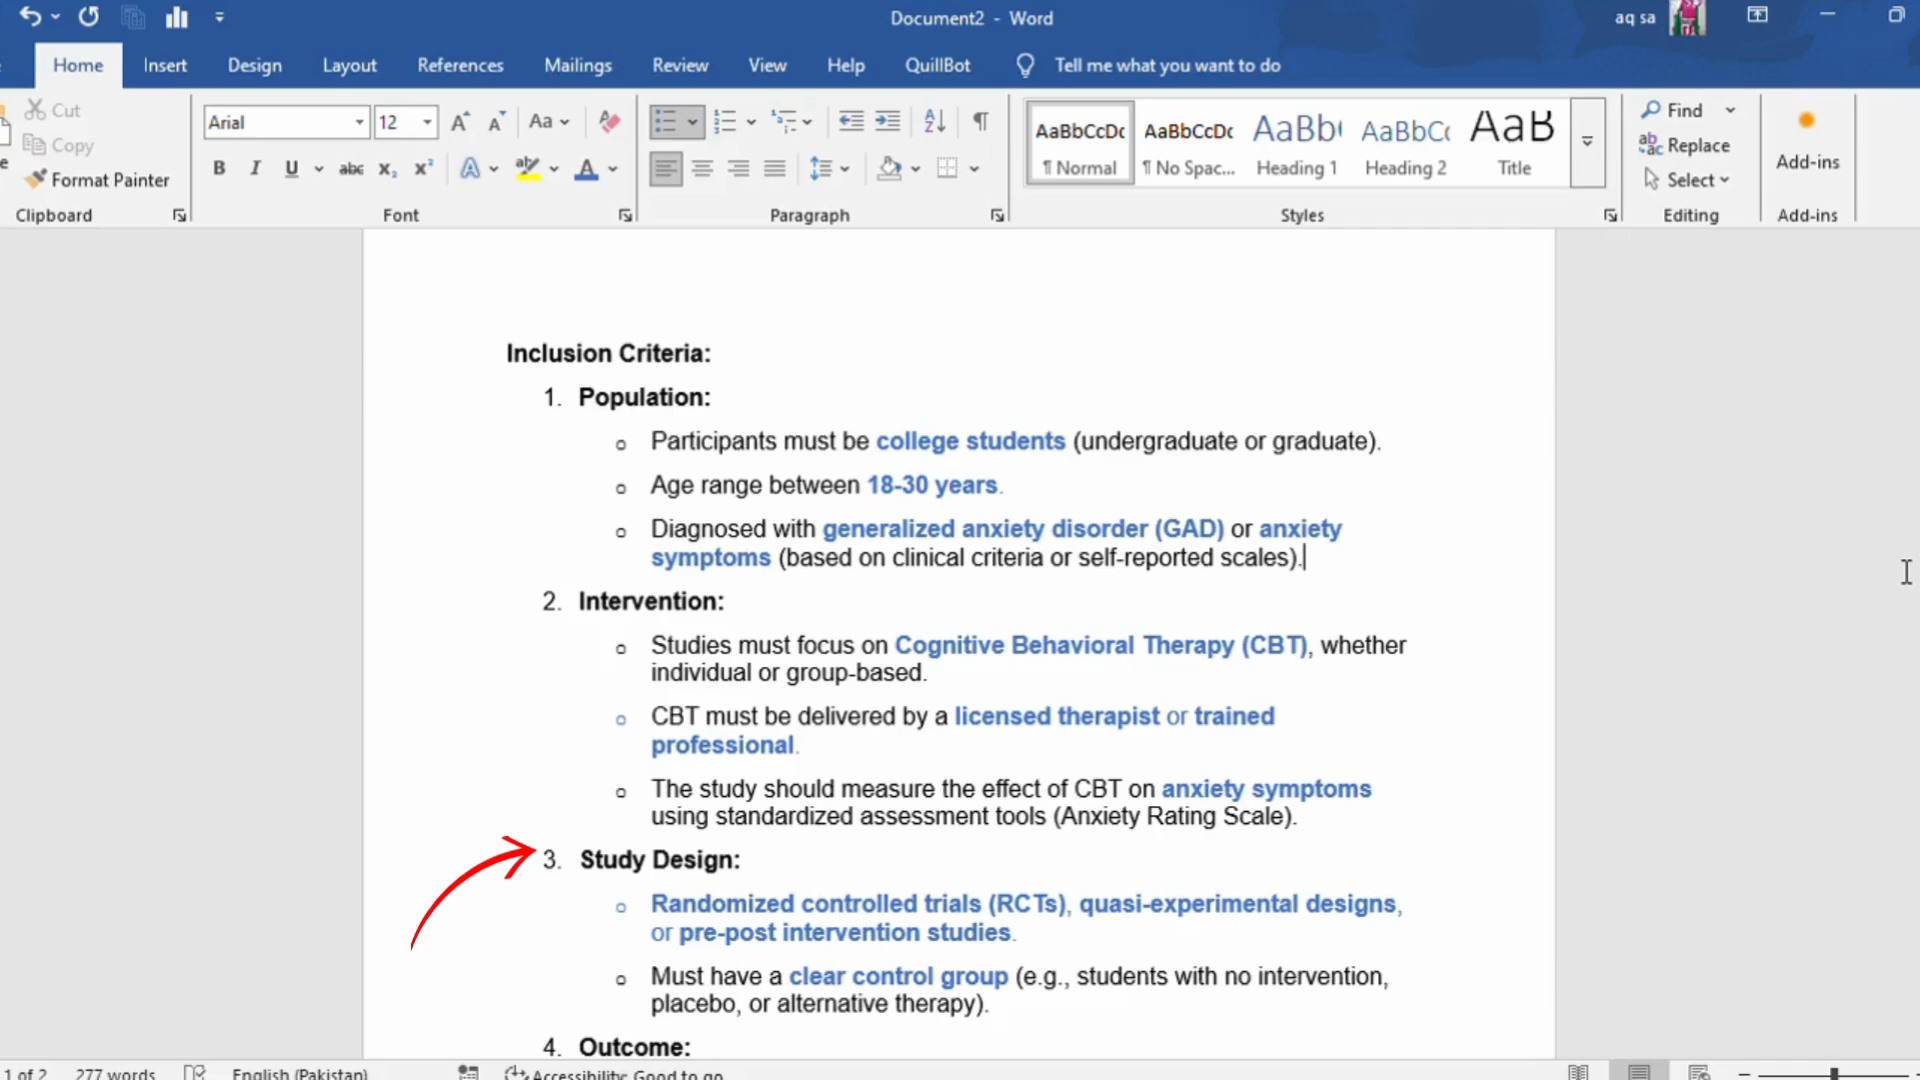 Document2 - Word
aq sa
Home Insert Design Layout References Mailings Review View Help QuillBot Tell me what you want to do
Cut
Copy
Format Painter
Clipboard
Arial 12
Aa
B I U abc x₂ x²
A ab A
Font
Paragraph
AaBbCcDc AaBbCcDc AaBb( AaBbCc AaB
¶ Normal ¶ No Spac... Heading 1 Heading 2 Title
Styles
Find
Replace
Select
Editing
Add-ins
Add-ins
Inclusion Criteria:
1. Population:
o Participants must be college students (undergraduate or graduate).
o Age range between 18-30 years.
o Diagnosed with generalized anxiety disorder (GAD) or anxiety
symptoms (based on clinical criteria or self-reported scales).
2. Intervention:
o Studies must focus on Cognitive Behavioral Therapy (CBT), whether
individual or group-based.
o CBT must be delivered by a licensed therapist or trained
professional.
o The study should measure the effect of CBT on anxiety symptoms
using standardized assessment tools (Anxiety Rating Scale).
3. Study Design:
o Randomized controlled trials (RCTs), quasi-experimental designs,
or pre-post intervention studies.
o Must have a clear control group (e.g., students with no intervention,
placebo, or alternative therapy).
4. Outcome:
1 of 2 277 words English (Pakistan) Accessibility: Good to go